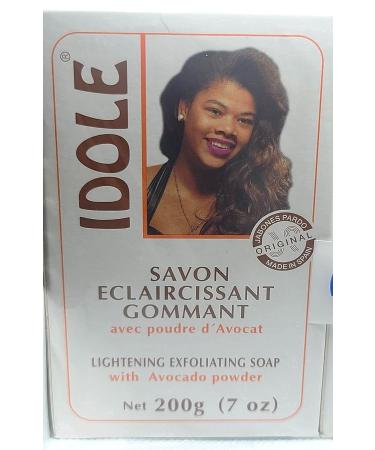 IDOLE®
JABONES PARDO
ORIGINAL
MADE IN SPAIN
SAVON
ECLAIRCISSANT
GOMMANT
avec poudre d´Avocat
LIGHTENING EXFOLIATING SOAP
with Avocado powder
Net 200g (7 oz)